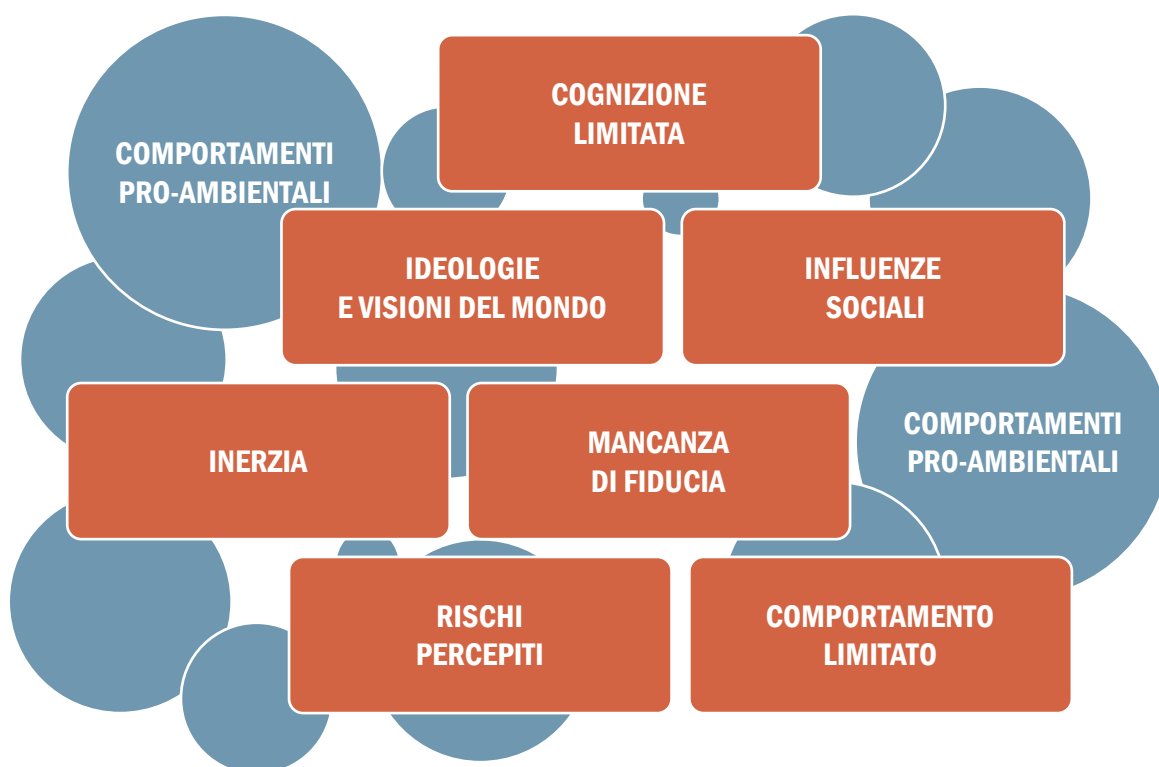 COGNIZIONE
LIMITATA
COMPORTAMENTI
PRO-AMBIENTALI
IDEOLOGIE
E VISIONI DEL MONDO
INFLUENZE
SOCIALI
INERZIA
MANCANZA
DI FIDUCIA
COMPORTAMENTI
PRO-AMBIENTALI
RISCHI
PERCEPITI
COMPORTAMENTO
LIMITATO